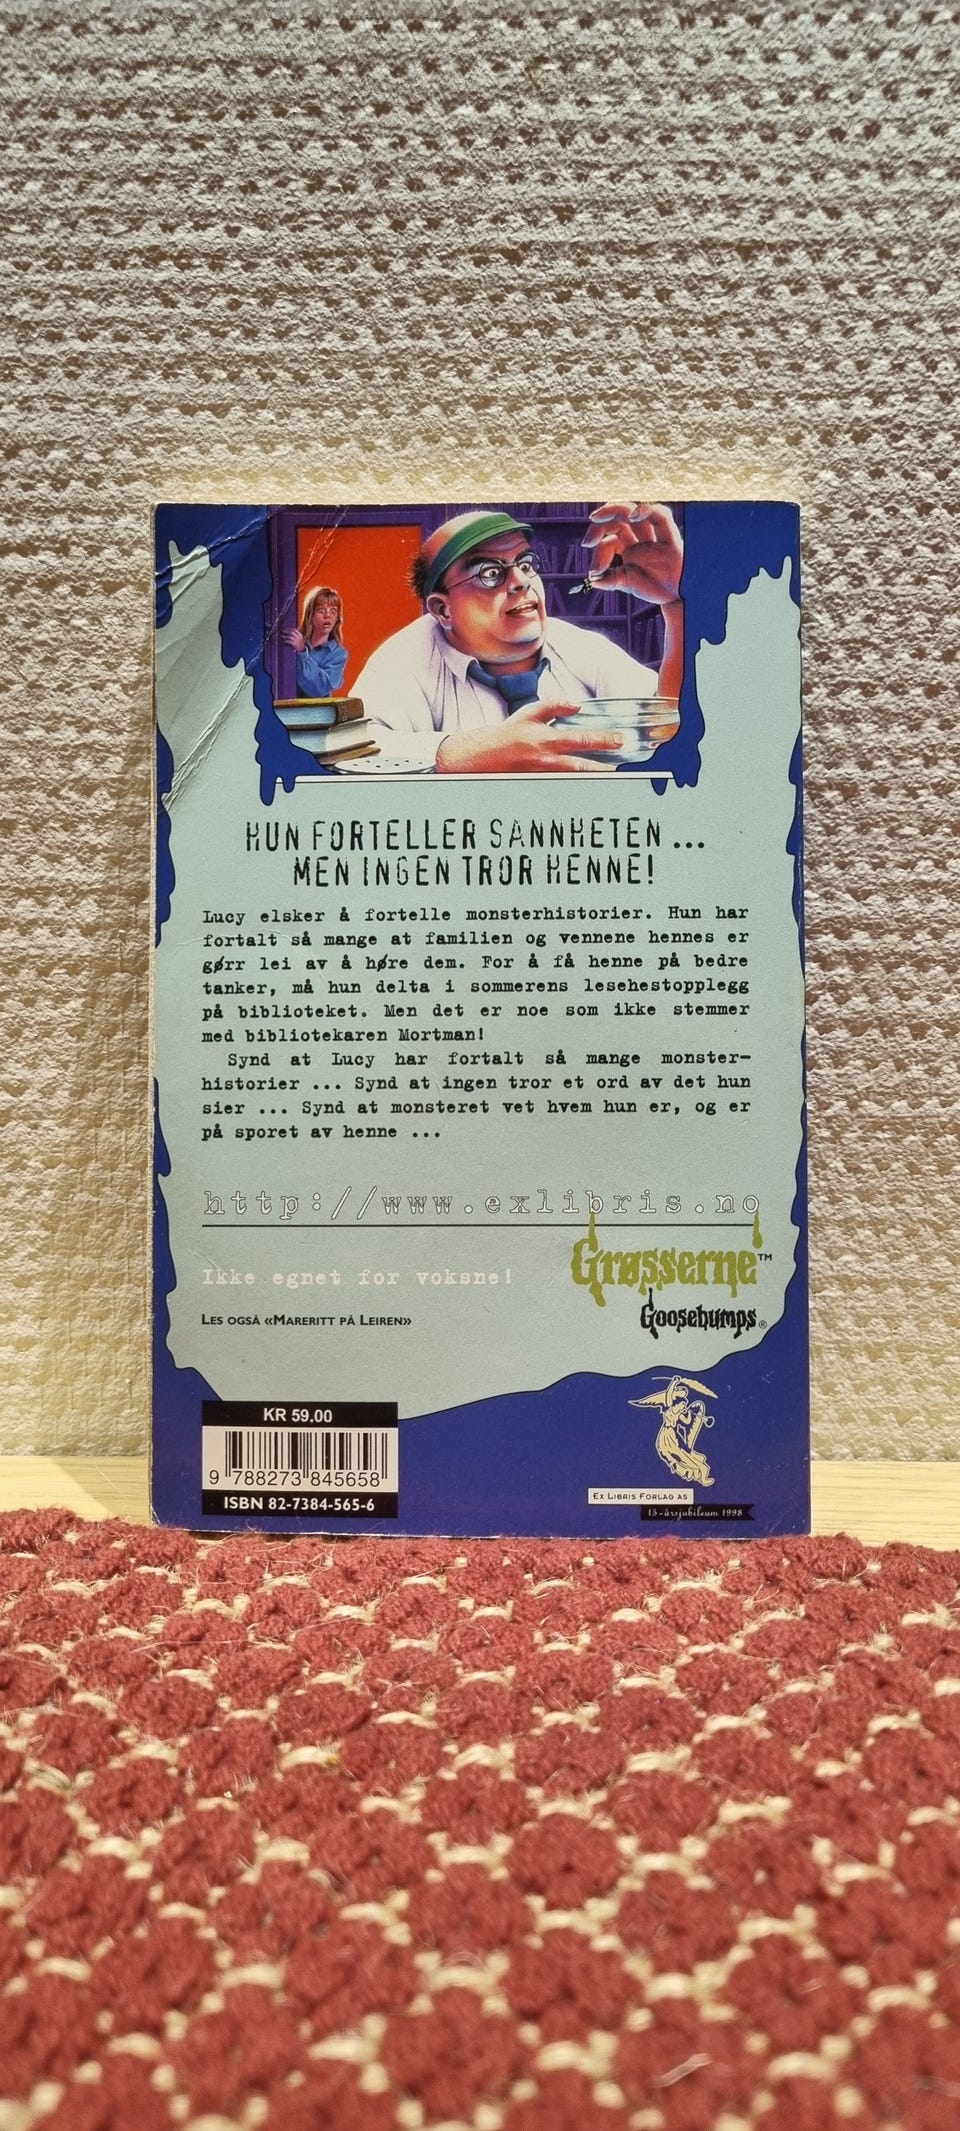 HUN FORTELLER SANNHETEN ...
MEN INGEN TROR HENNE!
Lucy elsker å fortelle monsterhistorier. Hun har
fortalt så mange at familien og vennene hennes er
gørr lei av å høre dem. For å få henne på bedre
tanker, må hun delta i sommerens lesehestopplegg
på biblioteket. Men det er noe som ikke stemmer
med bibliotekaren Mortman!
Synd at Lucy har fortalt så mange monster-
historier ... Synd at ingen tror et ord av det hun
sier ... Synd at monsteret vet hvem hun er, og er
på sporet av henne ...
http://www.exlibris.no
Grøsserne™
Ikke egnet for voksne!
Goosebumps®
LES OGSÅ «MARERITT PÅ LEIREN»
KR 59.00
9 788273 845658
ISBN 82-7384-565-6
EX LIBRIS FORLAG AS
15-årsjubileum 1998